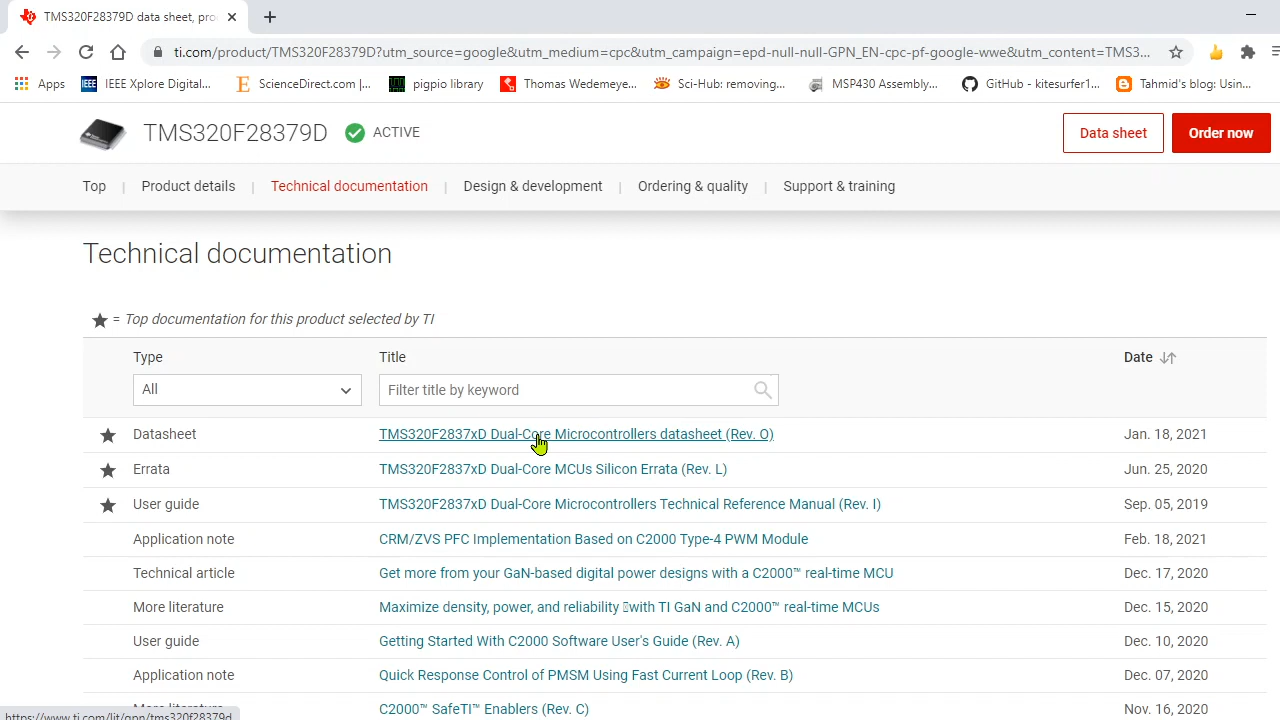 TMS320F28379D data sheet, pro
ti.com/product/TMS320F28379D?utm_source=google&utm_medium=cpc&utm_campaign=epd-null-null-GPN_EN-cpc-pf-google-wwe&utm_content=TMS3...
Apps IEEE Xplore Digital... ScienceDirect.com |... pigpio library Thomas Wedemeye... Sci-Hub: removing... MSP430 Assembly... GitHub - kitesurfer1... Tahmid's blog: Usin...
TMS320F28379D ACTIVE Data sheet Order now
Top | Product details | Technical documentation | Design & development | Ordering & quality | Support & training
Technical documentation
★ = Top documentation for this product selected by TI
Type Title Date
All Filter title by keyword
★ Datasheet TMS320F2837xD Dual-Core Microcontrollers datasheet (Rev. O) Jan. 18, 2021
★ Errata TMS320F2837xD Dual-Core MCUs Silicon Errata (Rev. L) Jun. 25, 2020
★ User guide TMS320F2837xD Dual-Core Microcontrollers Technical Reference Manual (Rev. I) Sep. 05, 2019
Application note CRM/ZVS PFC Implementation Based on C2000 Type-4 PWM Module Feb. 18, 2021
Technical article Get more from your GaN-based digital power designs with a C2000™ real-time MCU Dec. 17, 2020
More literature Maximize density, power, and reliability with TI GaN and C2000™ real-time MCUs Dec. 15, 2020
User guide Getting Started With C2000 Software User's Guide (Rev. A) Dec. 10, 2020
Application note Quick Response Control of PMSM Using Fast Current Loop (Rev. B) Dec. 07, 2020
More literature C2000™ SafeTI™ Enablers (Rev. C) Nov. 16, 2020
https://www.ti.com/lit/gpn/tms320f28379d